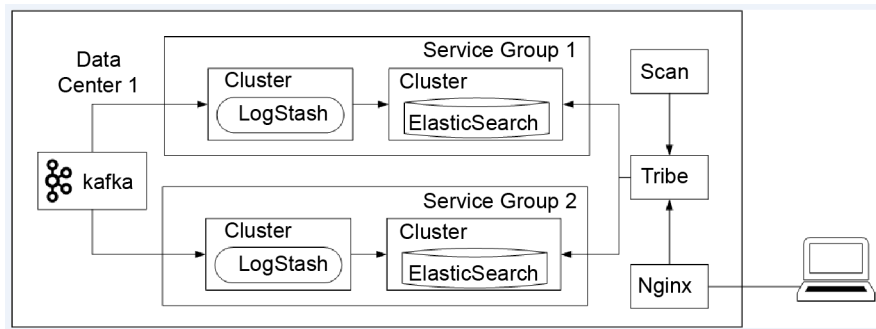 Data
Center 1
Service Group 1
Cluster
LogStash
Cluster
ElasticSearch
Scan
kafka
Tribe
Service Group 2
Cluster
LogStash
Cluster
ElasticSearch
Nginx